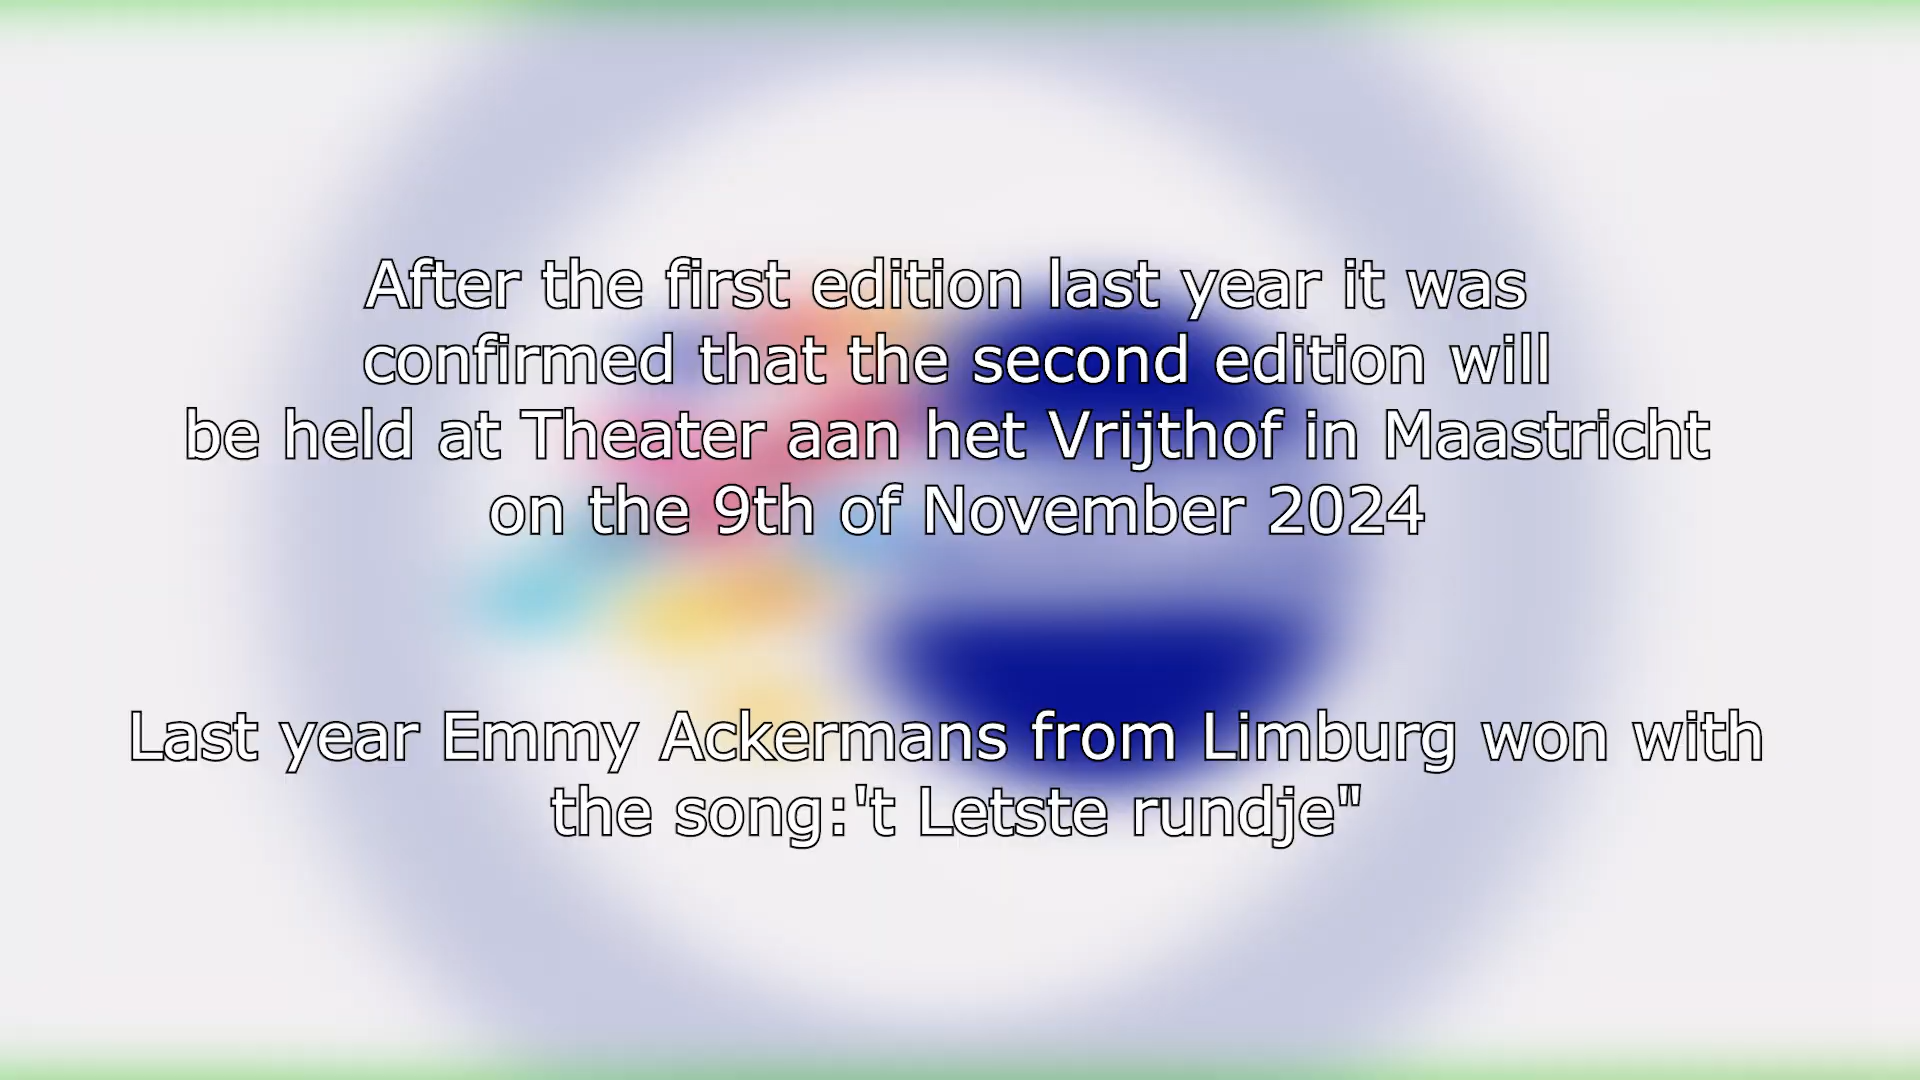 After the first edition last year it was
confirmed that the second edition will
be held at Theater aan het Vrijthof in Maastricht
on the 9th of November 2024
Last year Emmy Ackermans from Limburg won with
the song:'t Letste rundje"